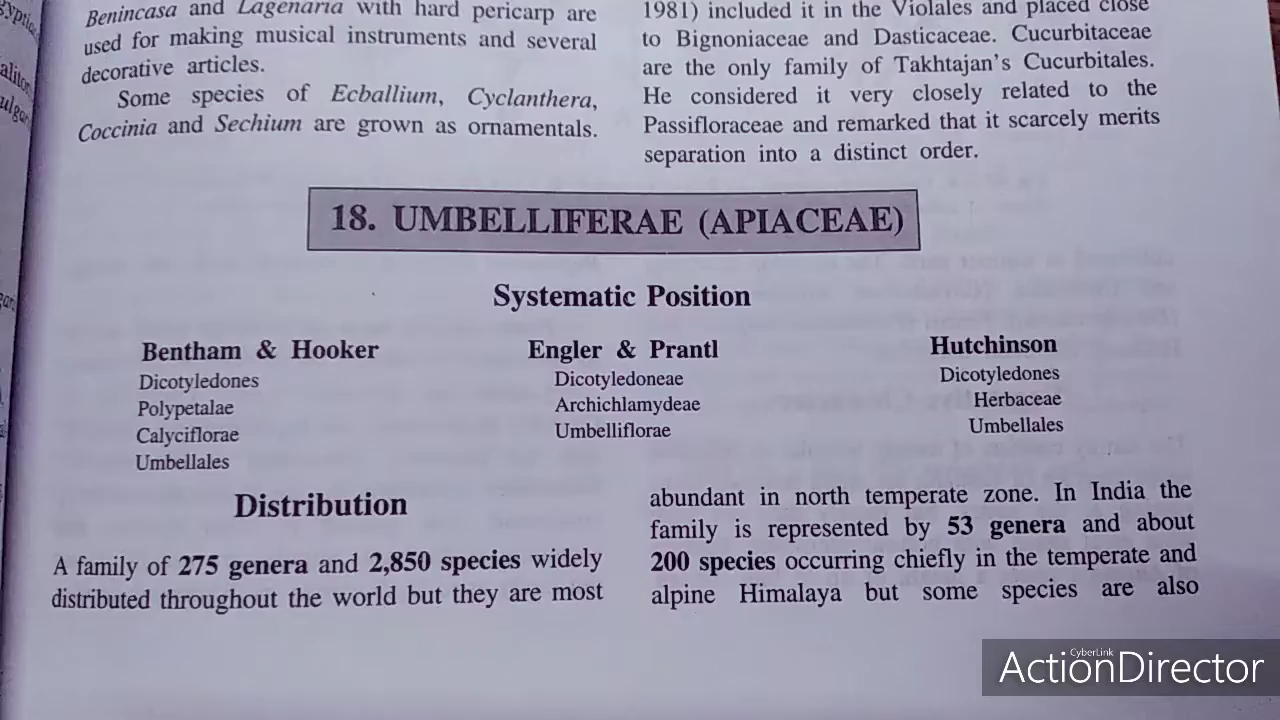 Benincasa and Lagenaria with hard pericarp are
used for making musical instruments and several
decorative articles.
Some species of Ecballium, Cyclanthera,
Coccinia and Sechium are grown as ornamentals.
1981) included it in the Violales and placed close
to Bignoniaceae and Dasticaceae. Cucurbitaceae
are the only family of Takhtajan's Cucurbitales.
He considered it very closely related to the
Passifloraceae and remarked that it scarcely merits
separation into a distinct order.
18. UMBELLIFERAE (APIACEAE)
Systematic Position
Bentham & Hooker
Dicotyledones
Polypetalae
Calyciflorae
Umbellales
Engler & Prantl
Dicotyledoneae
Archichlamydeae
Umbelliflorae
Hutchinson
Dicotyledones
Herbaceae
Umbellales
Distribution
A family of 275 genera and 2,850 species widely
distributed throughout the world but they are most
abundant in north temperate zone. In India the
family is represented by 53 genera and about
200 species occurring chiefly in the temperate and
alpine Himalaya but some species are also
CyberLink
ActionDirector